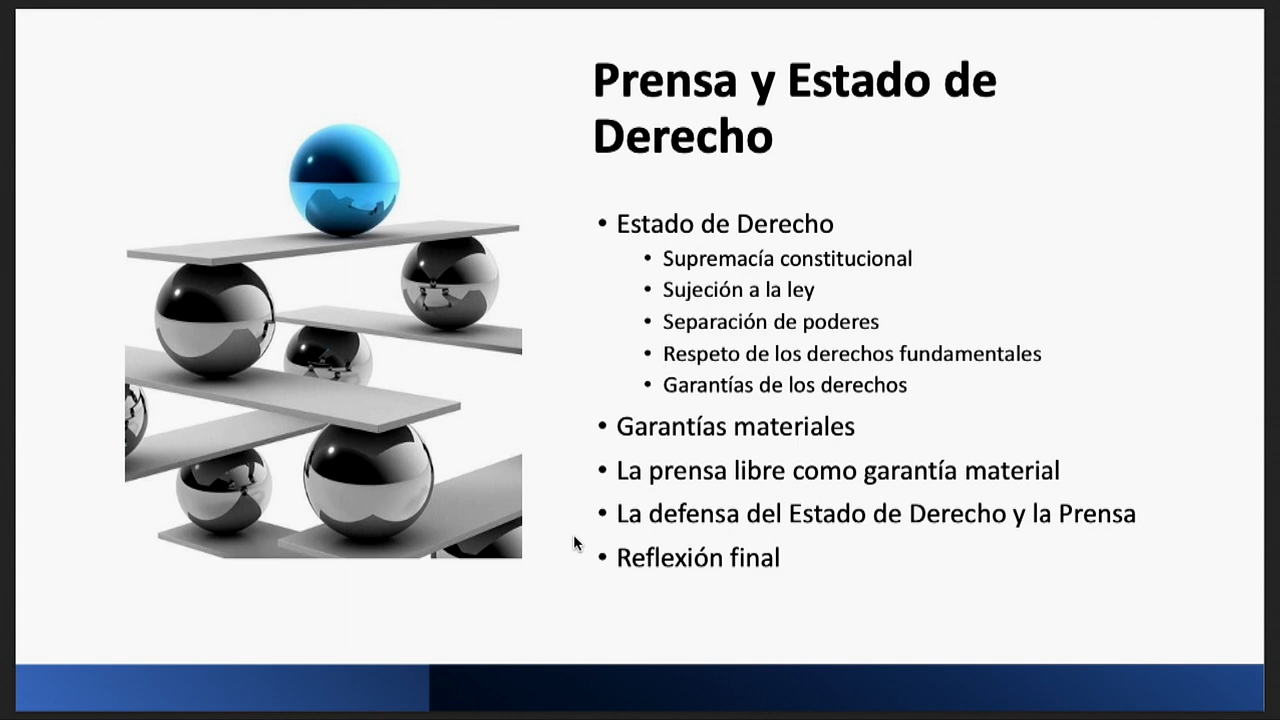 Prensa y Estado de
Derecho
• Estado de Derecho
• Supremacía constitucional
• Sujeción a la ley
• Separación de poderes
• Respeto de los derechos fundamentales
• Garantías de los derechos
• Garantías materiales
• La prensa libre como garantía material
• La defensa del Estado de Derecho y la Prensa
• Reflexión final